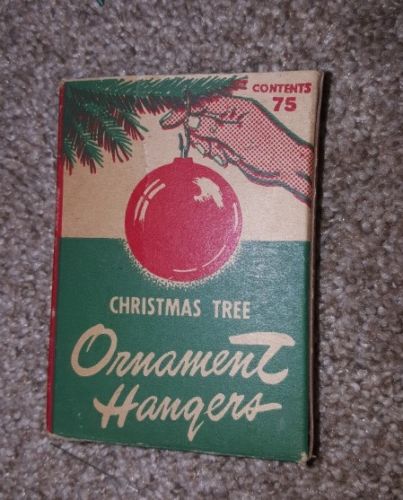 CONTENTS
75
CHRISTMAS TREE
Ornament
Hangers